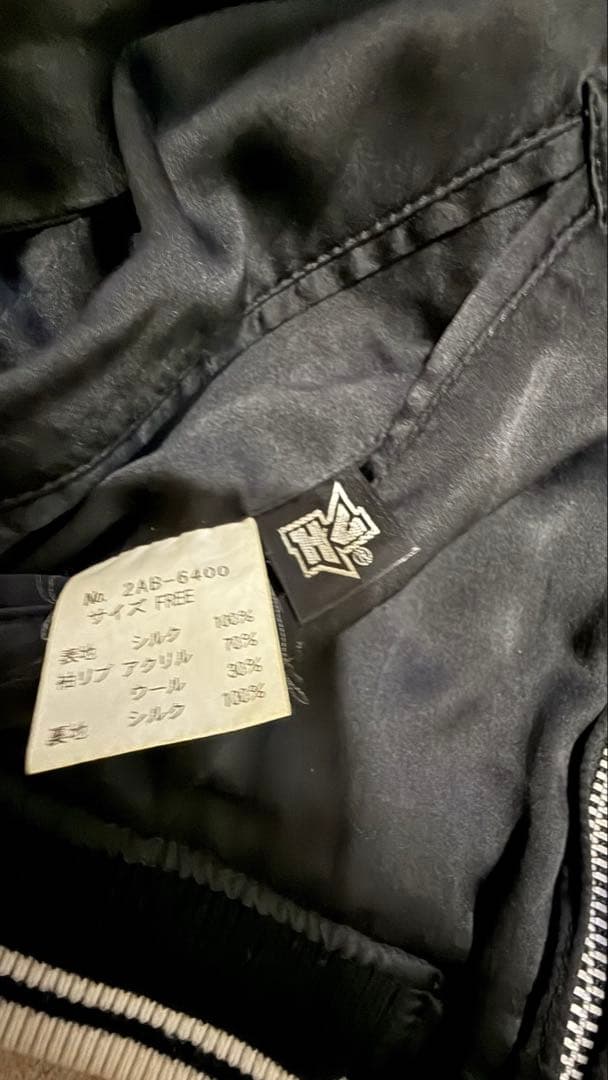 No. 2AB-6400
サイズ FREE
表地 シルク 100%
袖リブ アクリル 70%
ウール 30%
裏地 シルク 100%
®